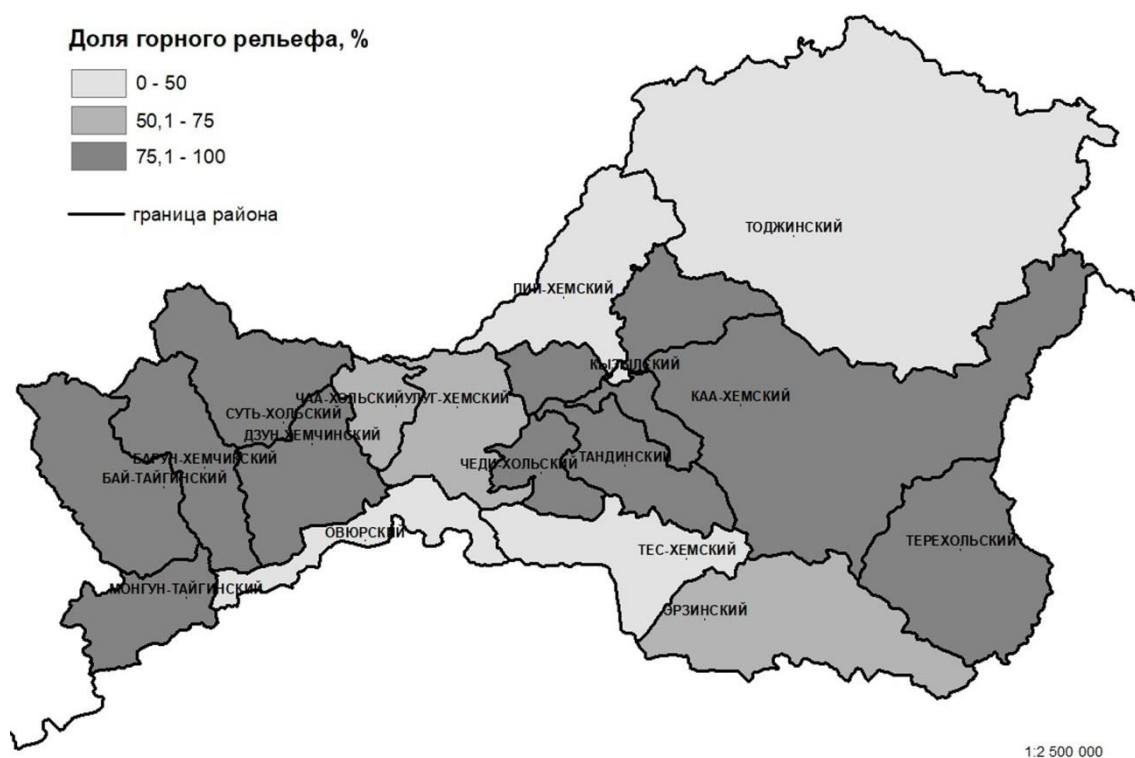 Доля горного рельефа, %
0 - 50
50,1 - 75
75,1 - 100
граница района
ТОДЖИНСКИЙ
ПИЙ-ХЕМСКИЙ
КЫЗЫЛСКИЙ
КАА-ХЕМСКИЙ
ЧАА-ХОЛЬСКИЙ
УЛУГ-ХЕМСКИЙ
СУТЬ-ХОЛЬСКИЙ
ДЗУН-ХЕМЧИНСКИЙ
БАРУН-ХЕМЧИКСКИЙ
БАЙ-ТАЙГИНСКИЙ
ЧЕДИ-ХОЛЬСКИЙ
ТАНДИНСКИЙ
ОВЮРСКИЙ
ТЕС-ХЕМСКИЙ
ТЕРЕХОЛЬСКИЙ
МОНГУН-ТАЙГИНСКИЙ
ЭРЗИНСКИЙ
1:2 500 000